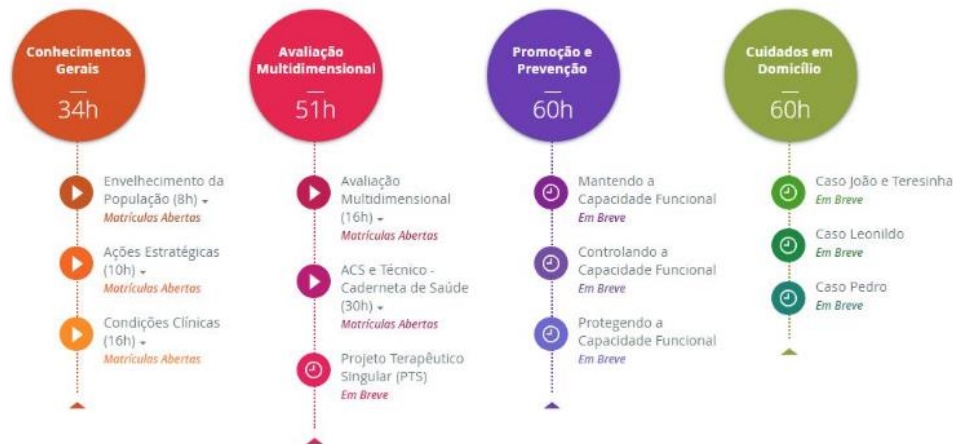 Conhecimentos
Gerais
34h
Envelhecimento da
População (8h)
Matrículas Abertas
Ações Estratégicas
(10h)
Matrículas Abertas
Condições Clínicas
(16h)
Matrículas Abertas
Avaliação
Multidimensional
51h
Avaliação
Multidimensional
(16h)
Matrículas Abertas
ACS e Técnico -
Caderneta de Saúde
(30h)
Matrículas Abertas
Projeto Terapêutico
Singular (PTS)
Em Breve
Promoção e
Prevenção
60h
Mantendo a
Capacidade Funcional
Em Breve
Controlando a
Capacidade Funcional
Em Breve
Protegendo a
Capacidade Funcional
Em Breve
Cuidados em
Domicílio
60h
Caso João e Teresinha
Em Breve
Caso Leonildo
Em Breve
Caso Pedro
Em Breve